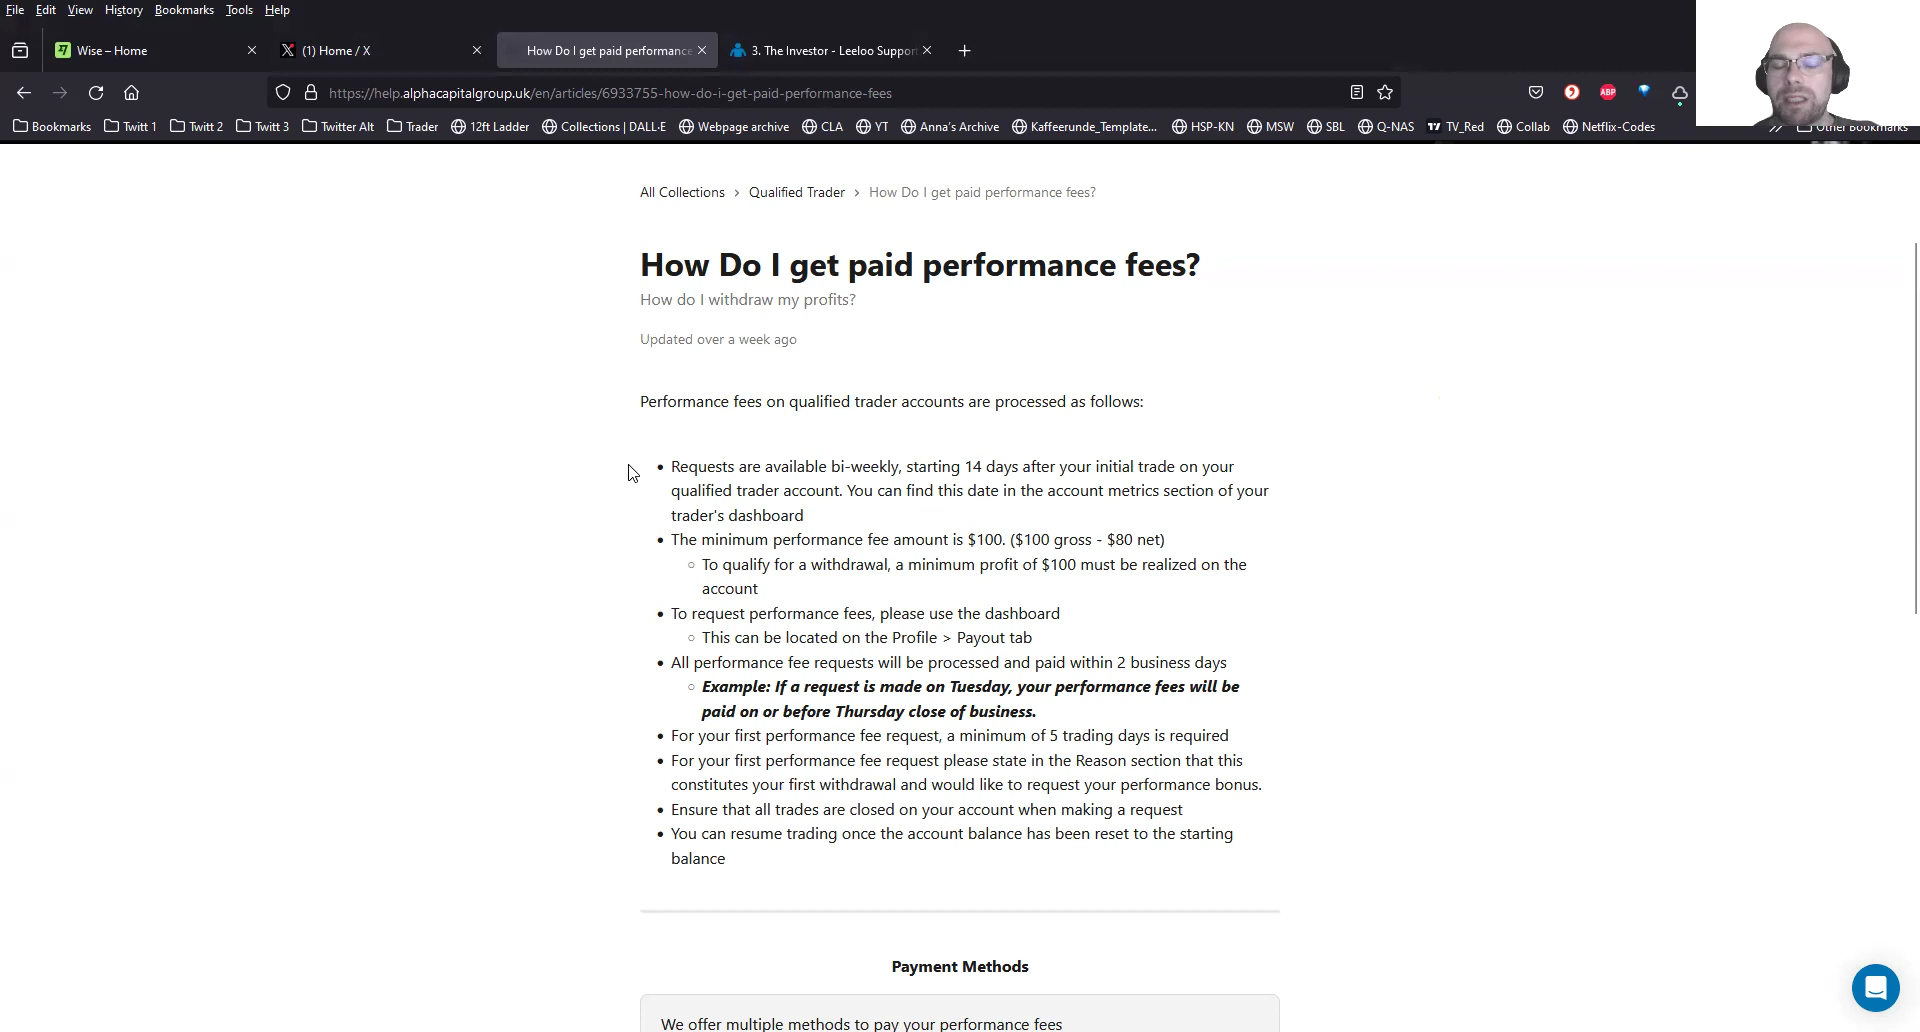 File Edit View History Bookmarks Tools Help
Wise – Home
(1) Home / X
How Do I get paid performance
3. The Investor - Leeloo Support
https://help.alphacapitalgroup.uk/en/articles/6933755-how-do-i-get-paid-performance-fees
ABP
Bookmarks Twitt 1 Twitt 2 Twitt 3 Twitter Alt Trader 12ft Ladder Collections | DALL·E Webpage archive CLA YT Anna's Archive Kaffeerunde_Template... HSP-KN MSW SBL Q-NAS TV_Red Collab Netflix-Codes Other Bookmarks
All Collections > Qualified Trader > How Do I get paid performance fees?
How Do I get paid performance fees?
How do I withdraw my profits?
Updated over a week ago
Performance fees on qualified trader accounts are processed as follows:
• Requests are available bi-weekly, starting 14 days after your initial trade on your
qualified trader account. You can find this date in the account metrics section of your
trader's dashboard
• The minimum performance fee amount is $100. ($100 gross - $80 net)
○ To qualify for a withdrawal, a minimum profit of $100 must be realized on the
account
• To request performance fees, please use the dashboard
○ This can be located on the Profile > Payout tab
• All performance fee requests will be processed and paid within 2 business days
○ Example: If a request is made on Tuesday, your performance fees will be
paid on or before Thursday close of business.
• For your first performance fee request, a minimum of 5 trading days is required
• For your first performance fee request please state in the Reason section that this
constitutes your first withdrawal and would like to request your performance bonus.
• Ensure that all trades are closed on your account when making a request
• You can resume trading once the account balance has been reset to the starting
balance
Payment Methods
We offer multiple methods to pay your performance fees